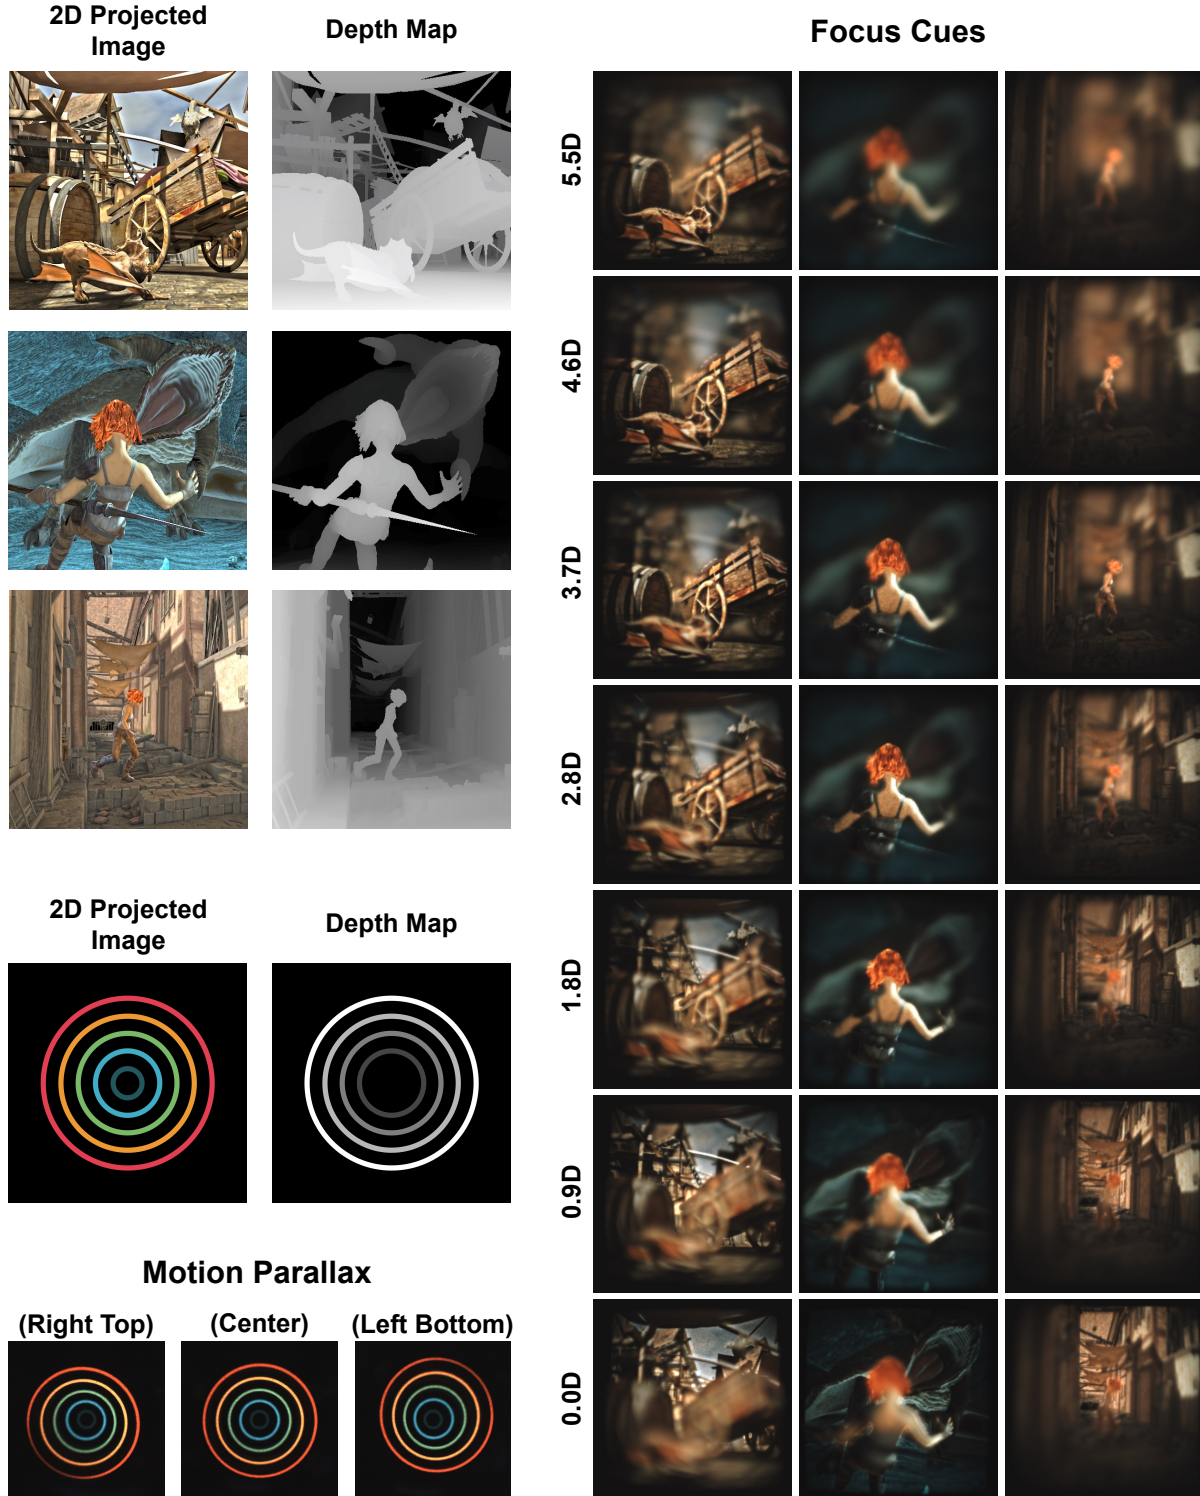 2D Projected
Image
Depth Map
Focus Cues
5.5D
4.6D
3.7D
2.8D
1.8D
0.9D
0.0D
2D Projected
Image
Depth Map
Motion Parallax
(Right Top)
(Center)
(Left Bottom)